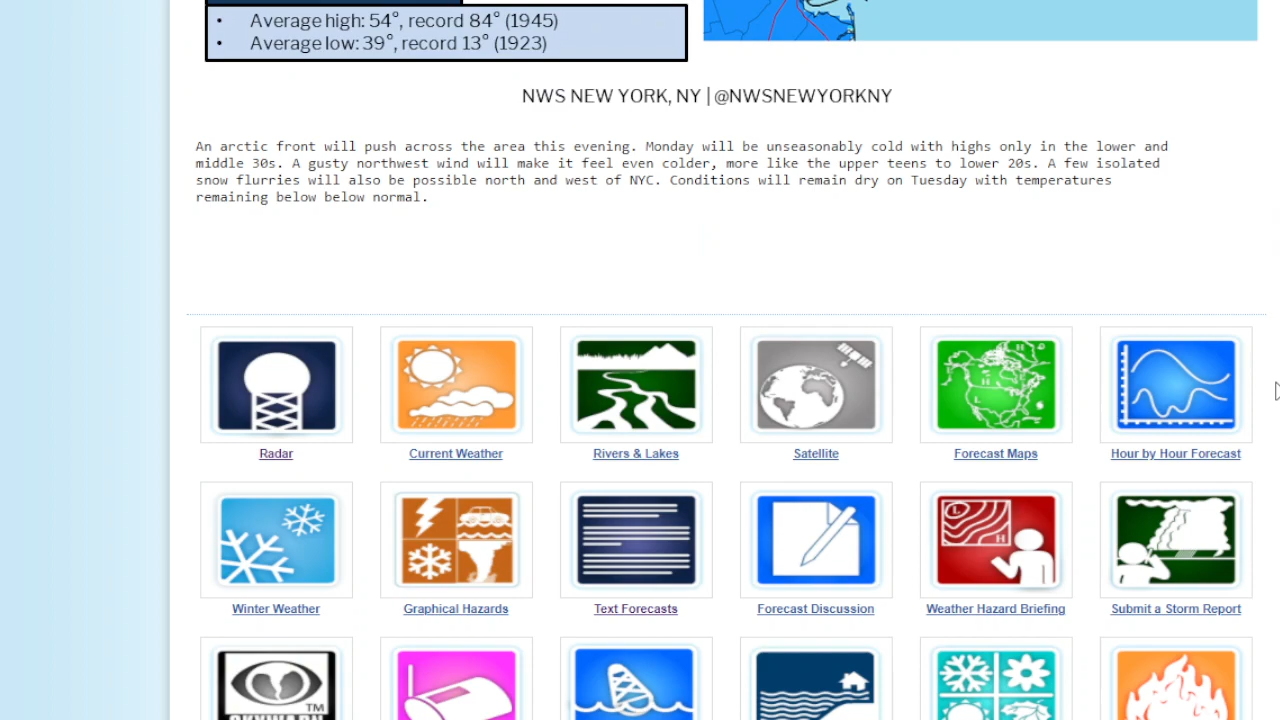 • Average high: 54°, record 84° (1945)
• Average low: 39°, record 13° (1923)
NWS NEW YORK, NY | @NWSNEWYORKNY
An arctic front will push across the area this evening. Monday will be unseasonably cold with highs only in the lower and
middle 30s. A gusty northwest wind will make it feel even colder, more like the upper teens to lower 20s. A few isolated
snow flurries will also be possible north and west of NYC. Conditions will remain dry on Tuesday with temperatures
remaining below below normal.
H
H
L
Radar
Current Weather
Rivers & Lakes
Satellite
Forecast Maps
Hour by Hour Forecast
L
H
Winter Weather
Graphical Hazards
Text Forecasts
Forecast Discussion
Weather Hazard Briefing
Submit a Storm Report
TM
SKYWARN